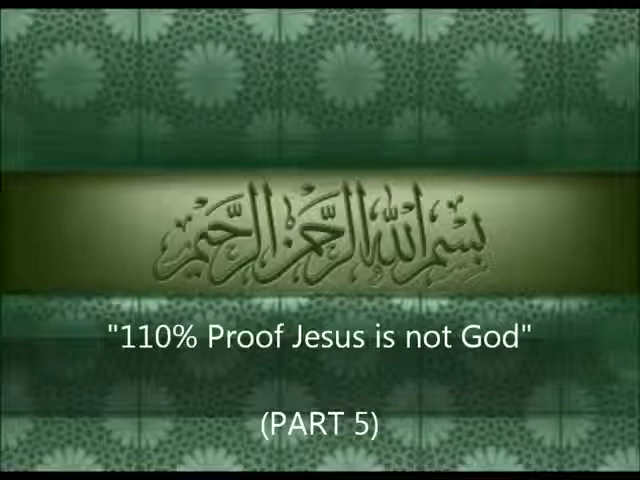 بسم الله الرحمن الرحيم
"110% Proof Jesus is not God"
(PART 5)